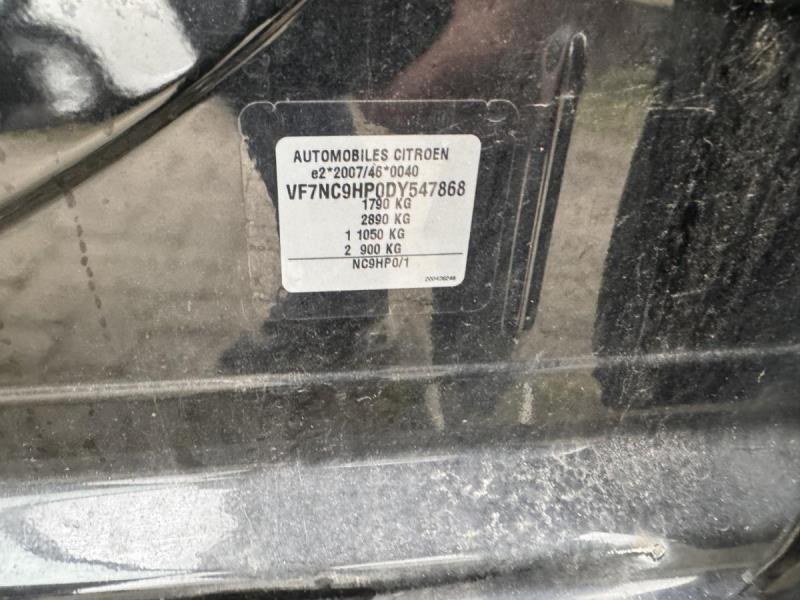 AUTOMOBILES CITROEN
e2*2007/46*0040
VF7NC9HP0DY547868
1790 KG
2890 KG
1 1050 KG
2 900 KG
NC9HP0/1